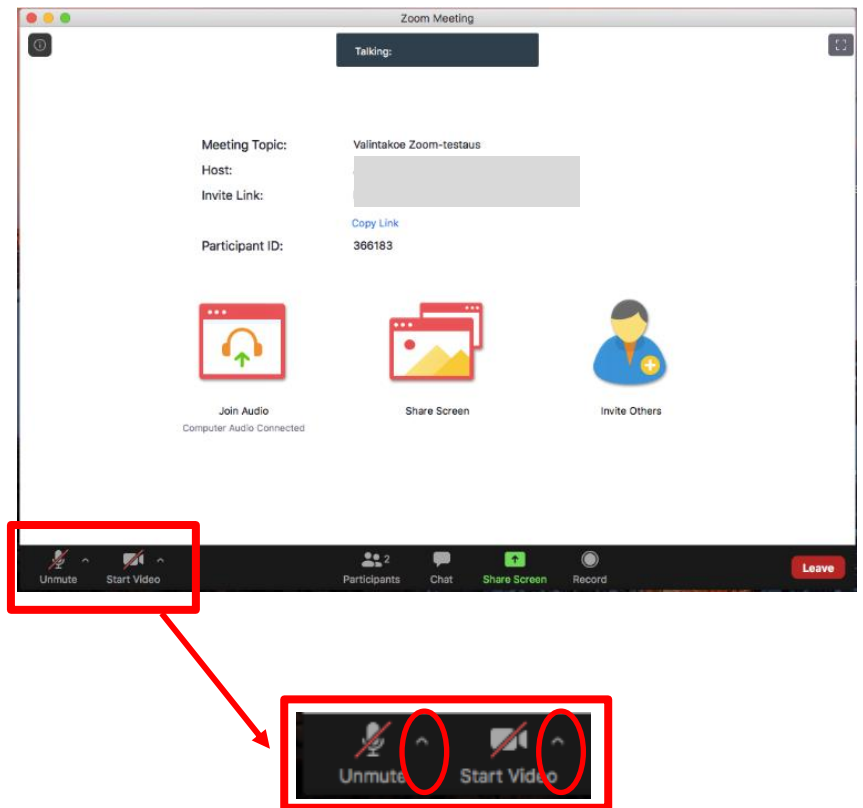 Zoom Meeting
Talking:
Meeting Topic: Valintakoe Zoom-testaus
Host:
Invite Link:
Copy Link
Participant ID: 366183
Join Audio Share Screen Invite Others
Computer Audio Connected
2
Unmute Start Video Participants Chat Share Screen Record Leave
Unmute Start Video